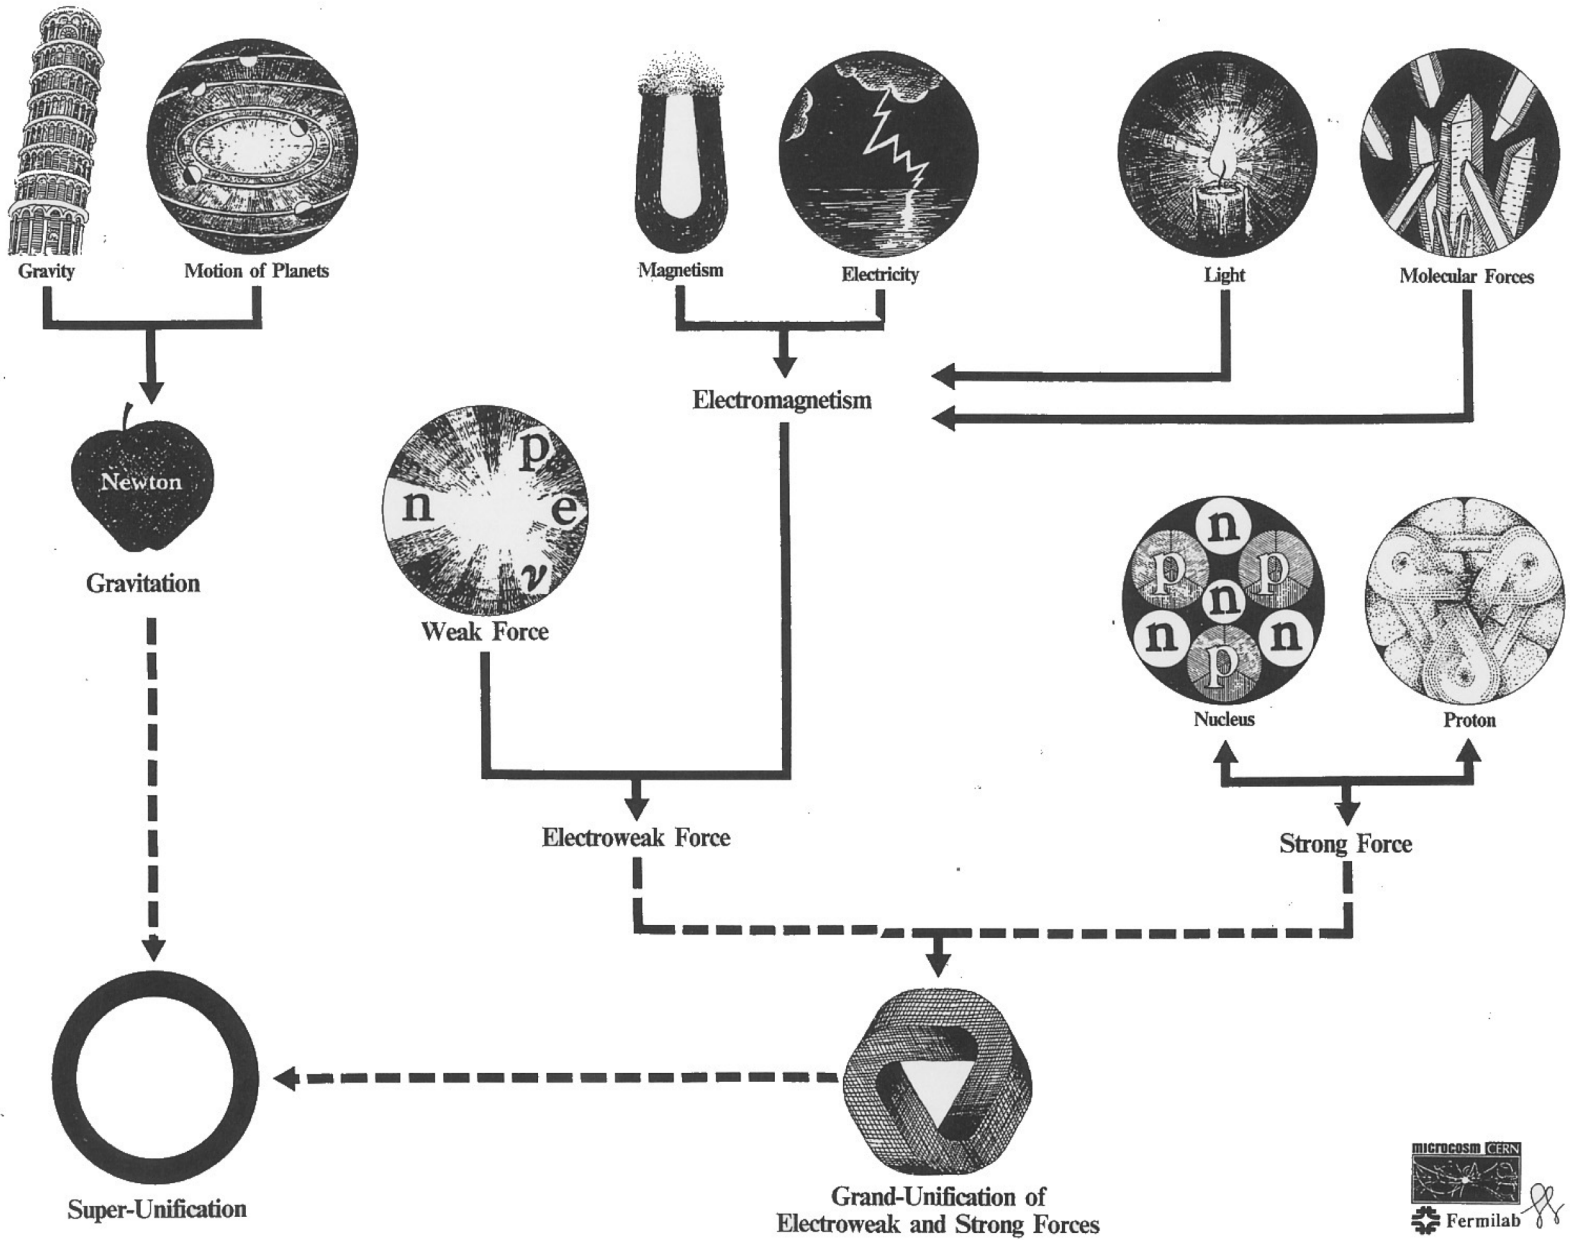 Gravity
Motion of Planets
Magnetism
Electricity
Light
Molecular Forces
Electromagnetism
Newton
Gravitation
p
n
e
ν
Weak Force
n
p
p
n
n
n
p
Nucleus
Proton
Electroweak Force
Strong Force
Super-Unification
Grand-Unification of
Electroweak and Strong Forces
microcosm CERN
Fermilab